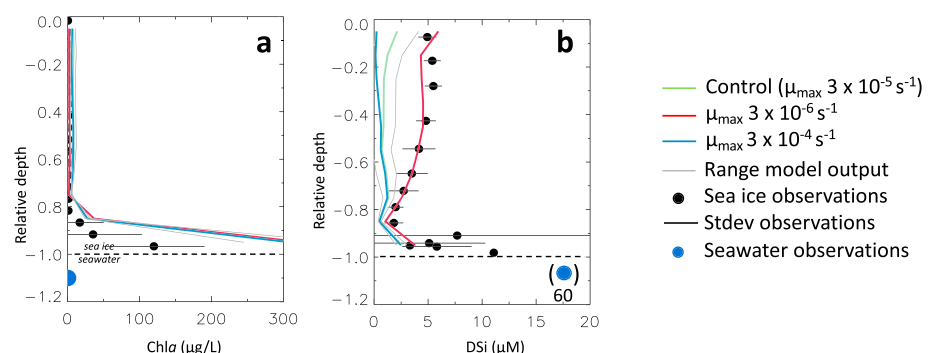 a
0.0
−0.2
−0.4
0.6
0.8
−1.0
−1.2
Relative depth
sea ice
seawater
0
100
200
300
Chla (µg/L)
b
0.0
−0.2
−0.4
−0.6
−0.8
−1.0
−1.2
Relative depth
(●)
60
0
5
10
15
20
DSi (µM)
Control (µmax 3 x 10⁻⁵ s⁻¹)
µmax 3 x 10⁻⁶ s⁻¹
µmax 3 x 10⁻⁴ s⁻¹
Range model output
Sea ice observations
Stdev observations
Seawater observations